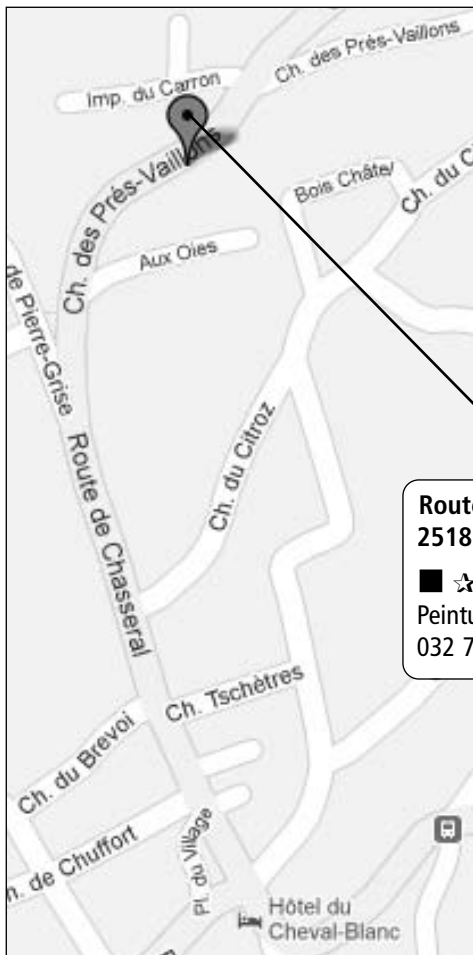 Ch. des Prés-Vaillons
Imp. du Carron
Ch. des Prés-Vaillons
Bois Châtel
Ch. du C
Aux Oies
de Pierre-Grise
Ch. du Citroz
Route de Chasseral
Route
2518
■ ☆
Peintu
032 7
Ch. Tschètres
Ch. du Brevoi
h. de Chuffort
Pl. du Village
Hôtel du
Cheval-Blanc